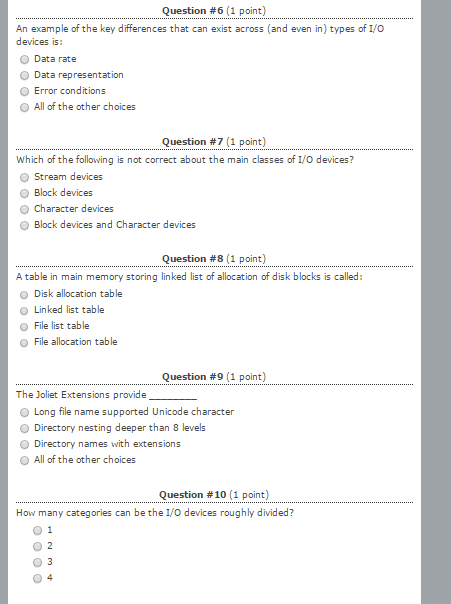 Question #6 (1 point)
An example of the key differences that can exist across (and even in) types of I/O
devices is:
Data rate
Data representation
Error conditions
All of the other choices
Question #7 (1 point)
Which of the following is not correct about the main classes of I/O devices?
Stream devices
Block devices
Character devices
Block devices and Character devices
Question #8 (1 point)
A table in main memory storing linked list of allocation of disk blocks is called:
Disk allocation table
Linked list table
File list table
File allocation table
Question #9 (1 point)
The Joliet Extensions provide ________
Long file name supported Unicode character
Directory nesting deeper than 8 levels
Directory names with extensions
All of the other choices
Question #10 (1 point)
How many categories can be the I/O devices roughly divided?
1
2
3
4